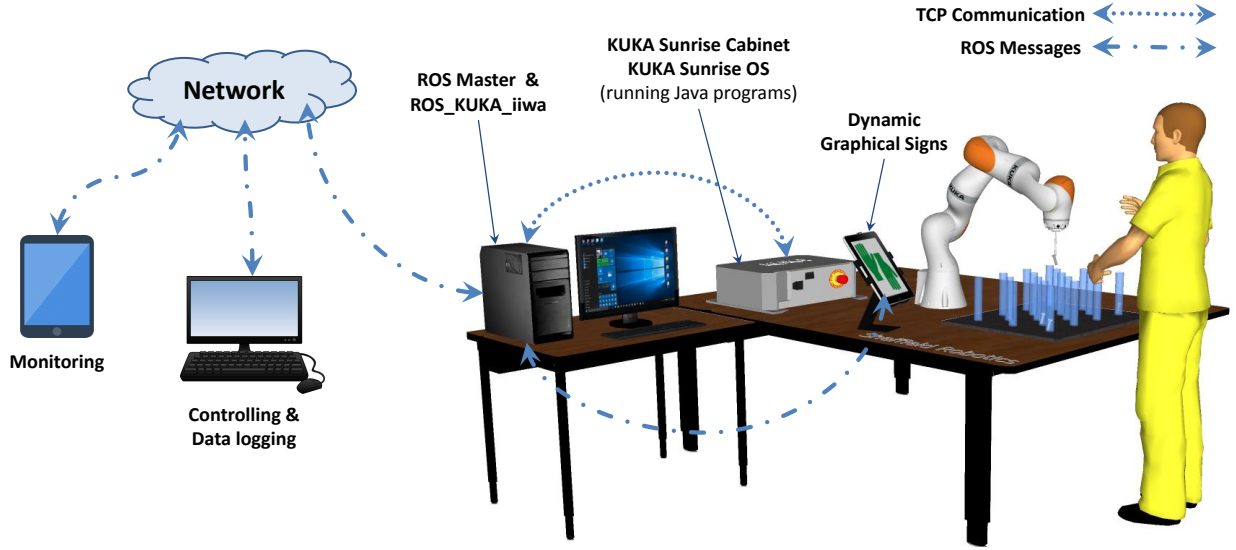 TCP Communication
ROS Messages
Network
ROS Master &
ROS_KUKA_iiwa
KUKA Sunrise Cabinet
KUKA Sunrise OS
(running Java programs)
Dynamic
Graphical Signs
KUKA
KUKA
Sheffield Robotics
Monitoring
Controlling &
Data logging